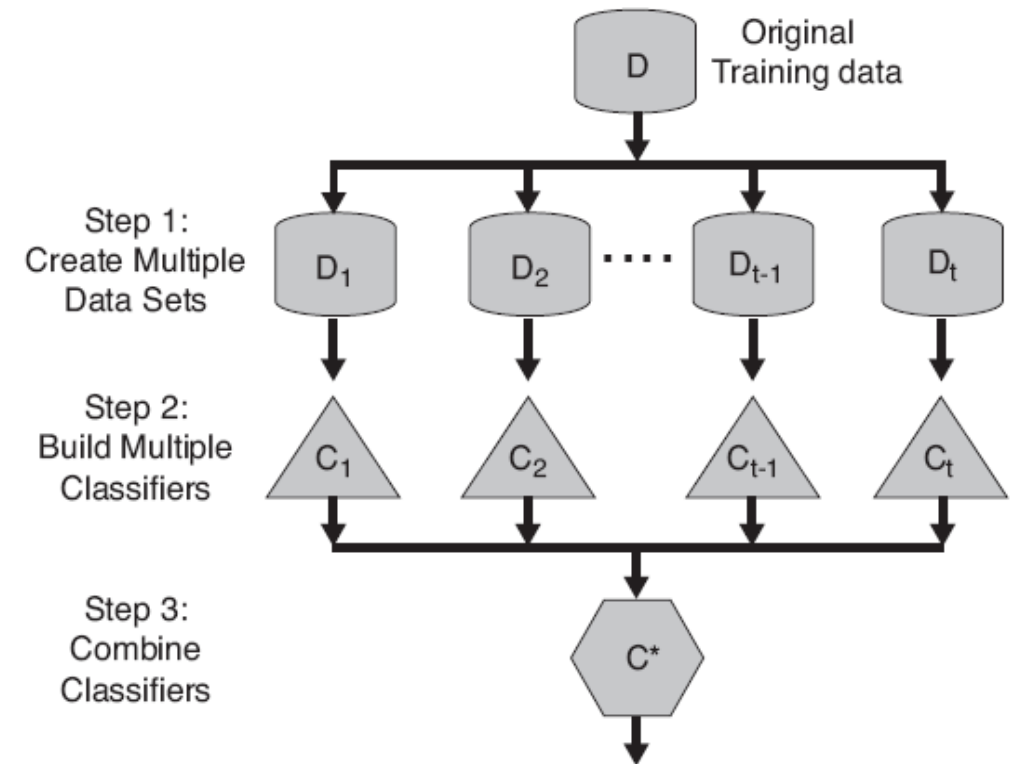 D
Original
Training data
Step 1:
Create Multiple
Data Sets
D₁
D₂
....
Dₜ₋₁
Dₜ
Step 2:
Build Multiple
Classifiers
C₁
C₂
Cₜ₋₁
Cₜ
Step 3:
Combine
Classifiers
C*